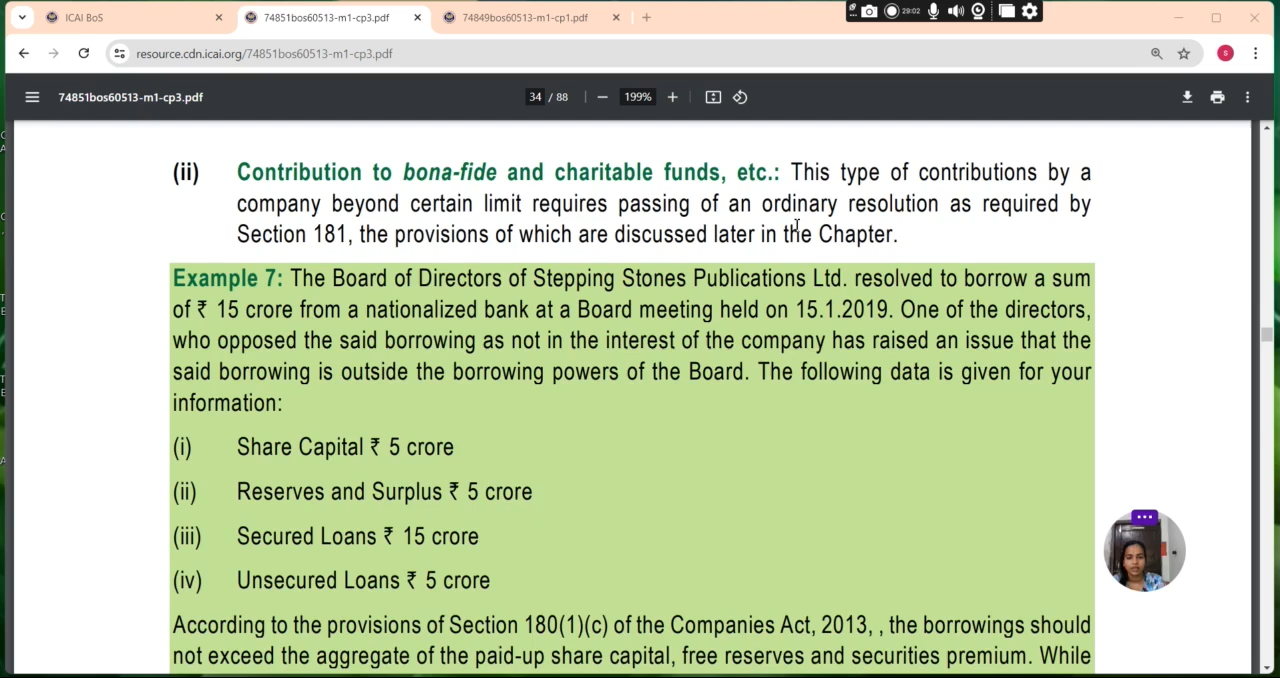 ICAI BoS
74851bos60513-m1-cp3.pdf
74849bos60513-m1-cp1.pdf
29:02
resource.cdn.icai.org/74851bos60513-m1-cp3.pdf
S
74851bos60513-m1-cp3.pdf
34 / 88
199%
(ii) Contribution to bona-fide and charitable funds, etc.: This type of contributions by a
company beyond certain limit requires passing of an ordinary resolution as required by
Section 181, the provisions of which are discussed later in the Chapter.
Example 7: The Board of Directors of Stepping Stones Publications Ltd. resolved to borrow a sum
of ₹ 15 crore from a nationalized bank at a Board meeting held on 15.1.2019. One of the directors,
who opposed the said borrowing as not in the interest of the company has raised an issue that the
said borrowing is outside the borrowing powers of the Board. The following data is given for your
information:
(i) Share Capital ₹ 5 crore
(ii) Reserves and Surplus ₹ 5 crore
(iii) Secured Loans ₹ 15 crore
(iv) Unsecured Loans ₹ 5 crore
According to the provisions of Section 180(1)(c) of the Companies Act, 2013, , the borrowings should
not exceed the aggregate of the paid-up share capital, free reserves and securities premium. While